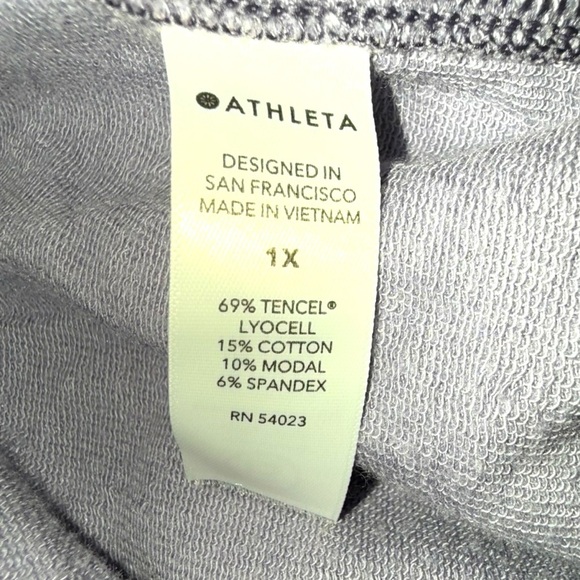 ATHLETA
DESIGNED IN
SAN FRANCISCO
MADE IN VIETNAM
1X
69% TENCEL®
LYOCELL
15% COTTON
10% MODAL
6% SPANDEX
RN 54023